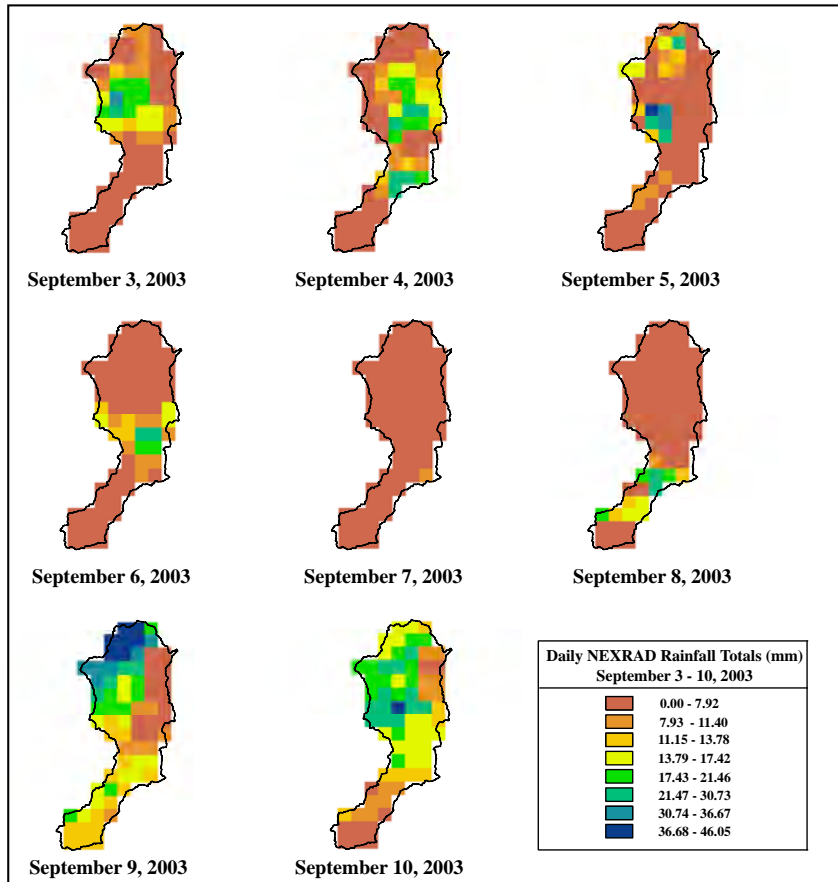 September 3, 2003
September 4, 2003
September 5, 2003
September 6, 2003
September 7, 2003
September 8, 2003
September 9, 2003
September 10, 2003
Daily NEXRAD Rainfall Totals (mm)
September 3 - 10, 2003
0.00 - 7.92
7.93 - 11.40
11.15 - 13.78
13.79 - 17.42
17.43 - 21.46
21.47 - 30.73
30.74 - 36.67
36.68 - 46.05